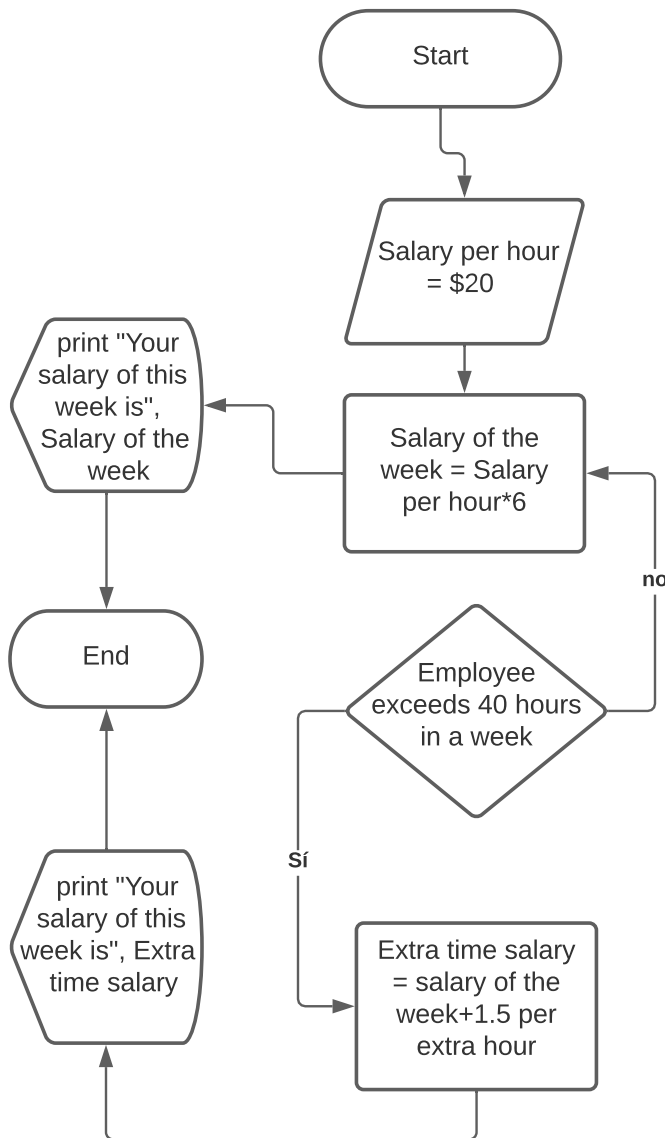 Start
Salary per hour
= $20
print "Your
salary of this
week is",
Salary of the
week
Salary of the
week = Salary
per hour*6
no
End
Employee
exceeds 40 hours
in a week
Sí
print "Your
salary of this
week is", Extra
time salary
Extra time salary
= salary of the
week+1.5 per
extra hour